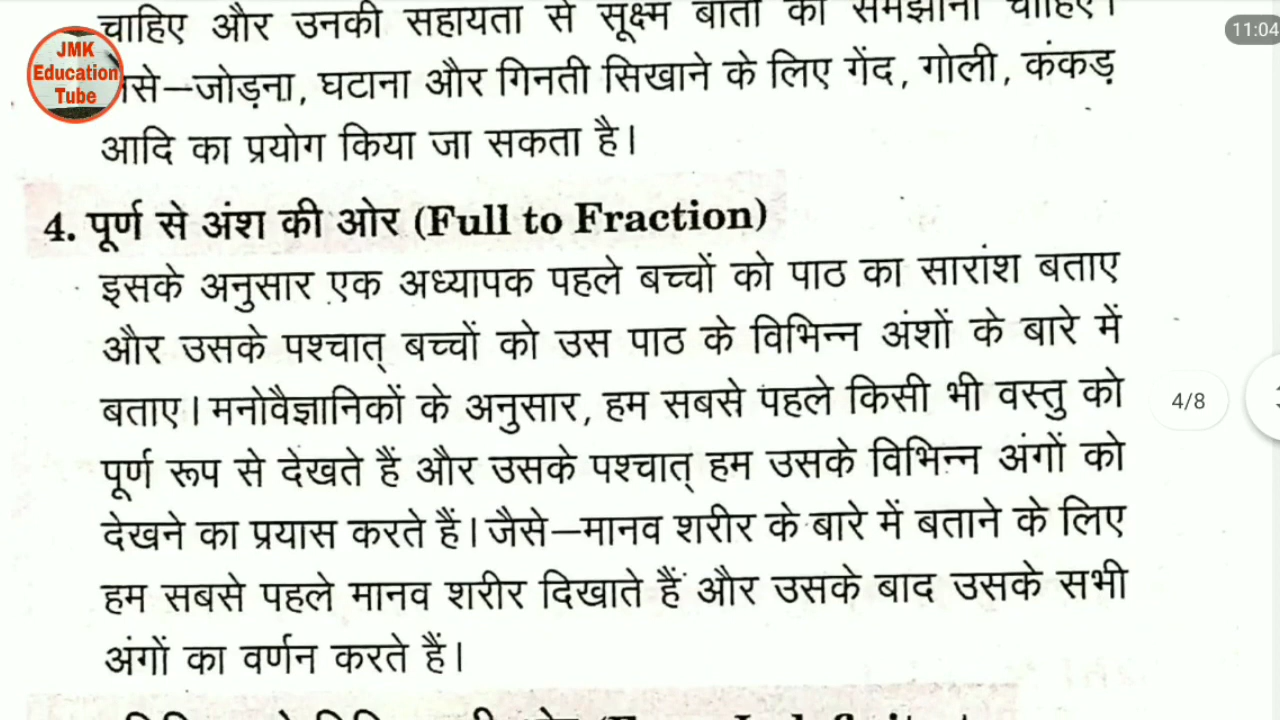 चाहिए और उनकी सहायता से सूक्ष्म बातों को समझाना चाहिए।
11:04
JMK
Education
Tube
जोड़ना, घटाना और गिनती सिखाने के लिए गेंद, गोली, कंकड़
आदि का प्रयोग किया जा सकता है।
4. पूर्ण से अंश की ओर (Full to Fraction)
इसके अनुसार एक अध्यापक पहले बच्चों को पाठ का सारांश बताए
और उसके पश्चात् बच्चों को उस पाठ के विभिन्न अंशों के बारे में
बताए। मनोवैज्ञानिकों के अनुसार, हम सबसे पहले किसी भी वस्तु को
4/8
पूर्ण रूप से देखते हैं और उसके पश्चात् हम उसके विभिन्न अंगों को
देखने का प्रयास करते हैं। जैसे–मानव शरीर के बारे में बताने के लिए
हम सबसे पहले मानव शरीर दिखाते हैं और उसके बाद उसके सभी
अंगों का वर्णन करते हैं।